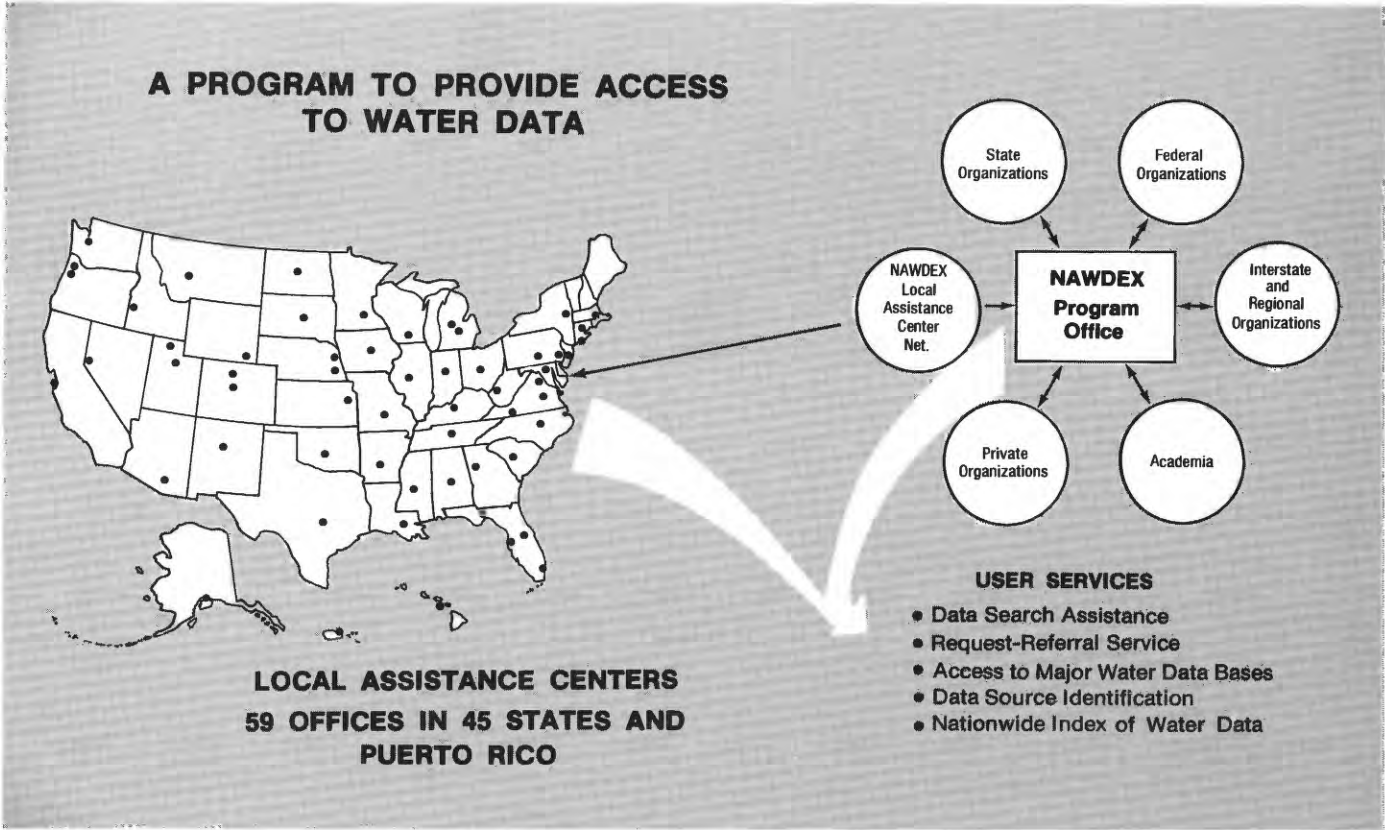 A PROGRAM TO PROVIDE ACCESS
TO WATER DATA
State
Organizations
Federal
Organizations
NAWDEX
Local
Assistance
Center
Net.
NAWDEX
Program
Office
Interstate
and
Regional
Organizations
Private
Organizations
Academia
USER SERVICES
• Data Search Assistance
• Request-Referral Service
• Access to Major Water Data Bases
• Data Source Identification
• Nationwide Index of Water Data
LOCAL ASSISTANCE CENTERS
59 OFFICES IN 45 STATES AND
PUERTO RICO